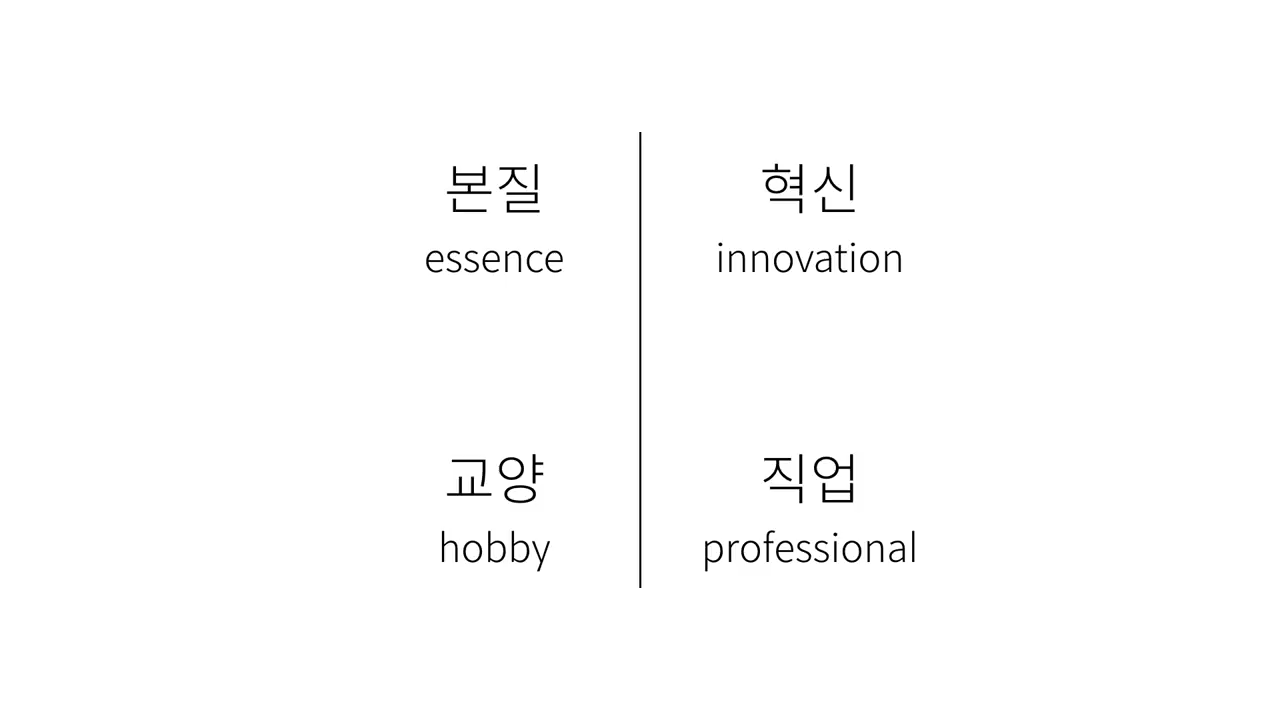 본질
essence
혁신
innovation
교양
hobby
직업
professional